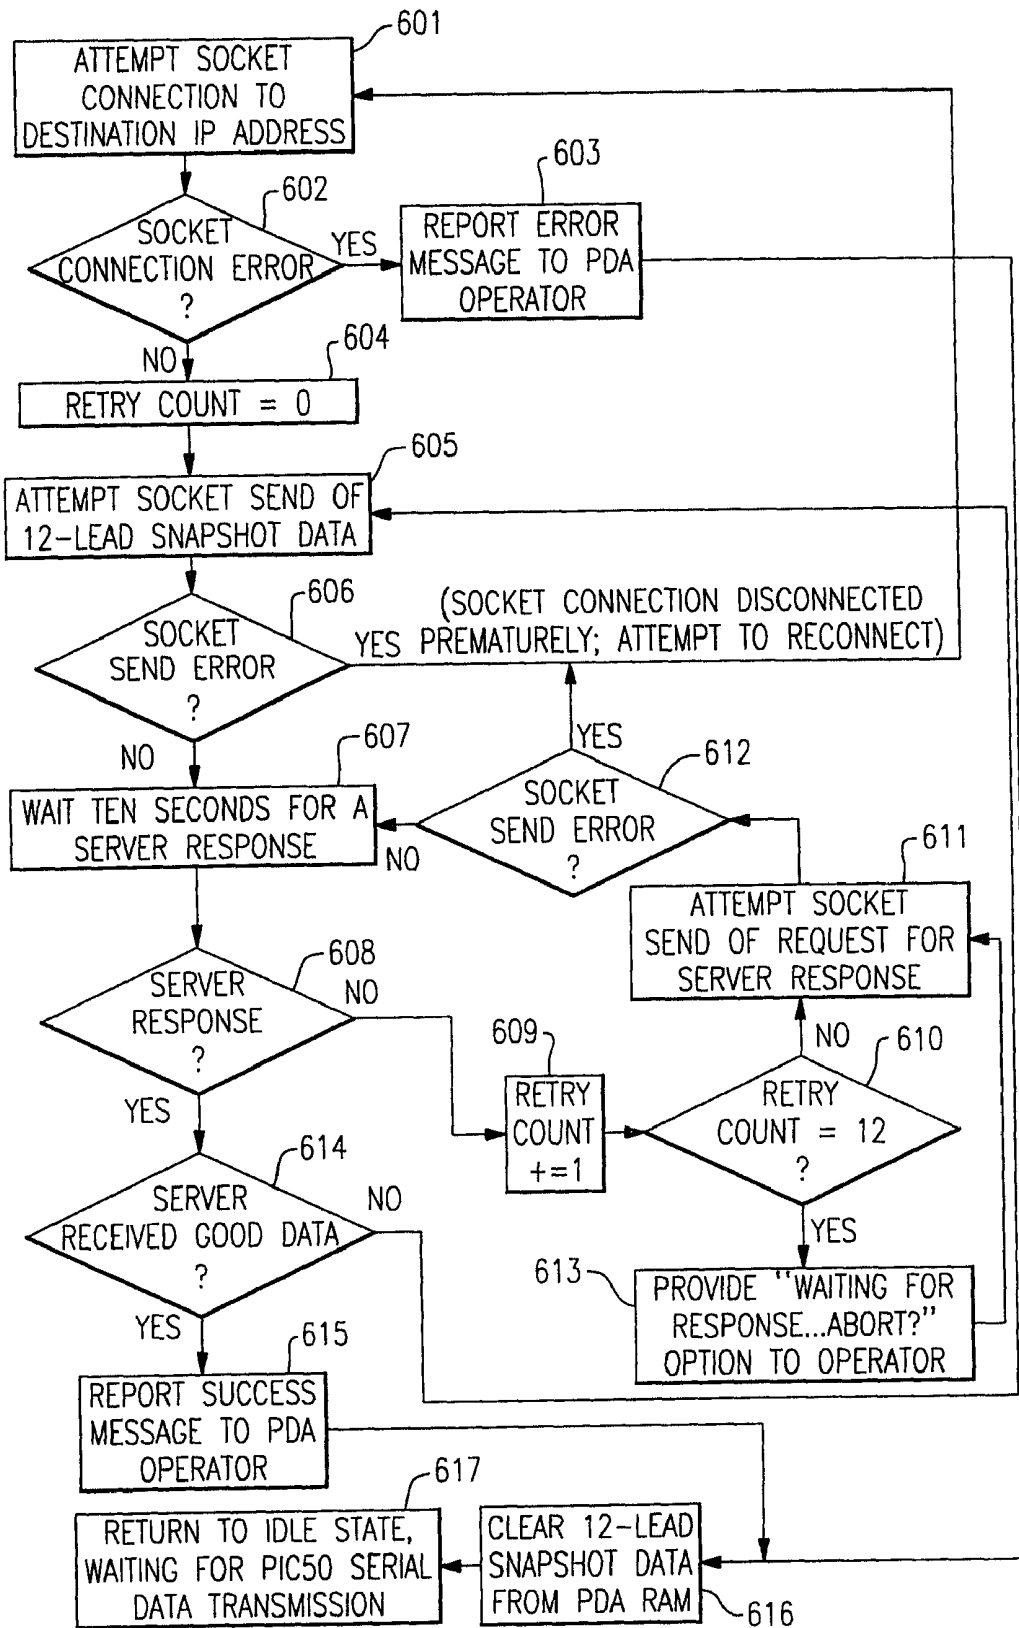 601
ATTEMPT SOCKET
CONNECTION TO
DESTINATION IP ADDRESS
602
SOCKET
CONNECTION ERROR
?
YES
603
REPORT ERROR
MESSAGE TO PDA
OPERATOR
NO
604
RETRY COUNT = 0
605
ATTEMPT SOCKET SEND OF
12-LEAD SNAPSHOT DATA
606
SOCKET
SEND ERROR
?
YES
(SOCKET CONNECTION DISCONNECTED
PREMATURELY; ATTEMPT TO RECONNECT)
NO
607
WAIT TEN SECONDS FOR A
SERVER RESPONSE
YES
612
SOCKET
SEND ERROR
?
NO
611
ATTEMPT SOCKET
SEND OF REQUEST FOR
SERVER RESPONSE
608
SERVER
RESPONSE
?
NO
609
RETRY
COUNT
+=1
NO
610
RETRY
COUNT = 12
?
YES
YES
614
SERVER
RECEIVED GOOD DATA
?
NO
613
PROVIDE "WAITING FOR
RESPONSE...ABORT?"
OPTION TO OPERATOR
YES
615
REPORT SUCCESS
MESSAGE TO PDA
OPERATOR
617
RETURN TO IDLE STATE,
WAITING FOR PIC50 SERIAL
DATA TRANSMISSION
CLEAR 12-LEAD
SNAPSHOT DATA
FROM PDA RAM
616